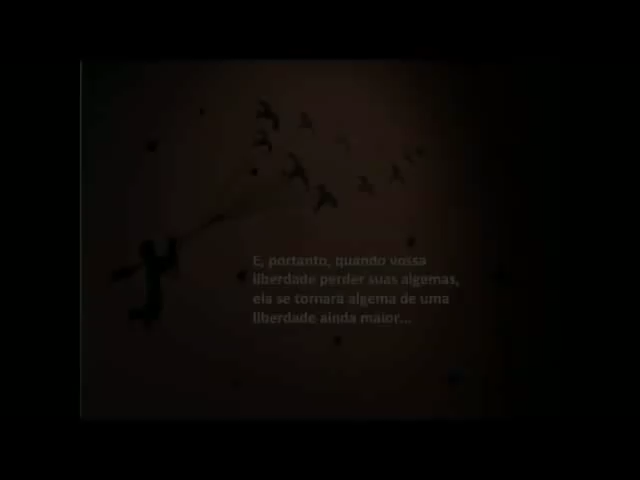 E, portanto, quando vossa
liberdade perder suas algemas,
ela se tornará algema de uma
liberdade ainda maior...